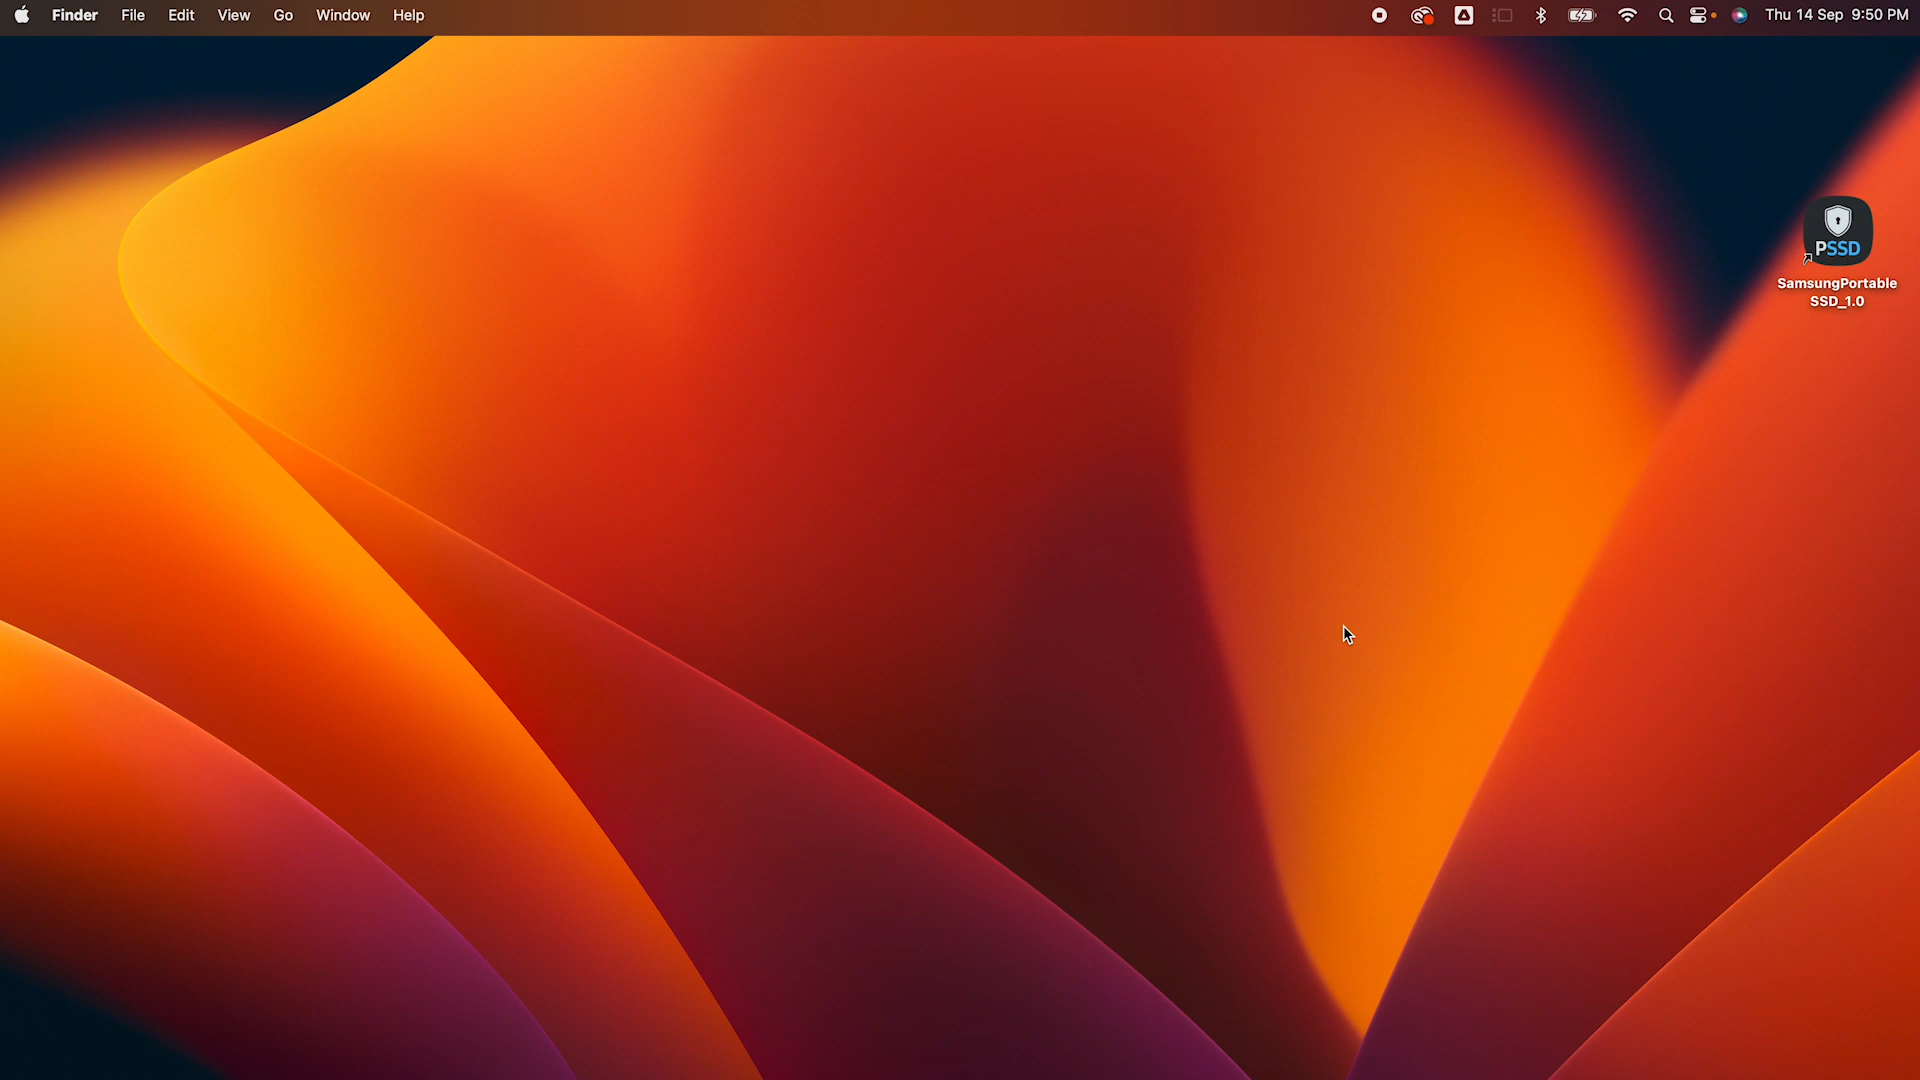 Finder File Edit View Go Window Help Thu 14 Sep 9:50 PM
PSSD
SamsungPortable
SSD_1.0